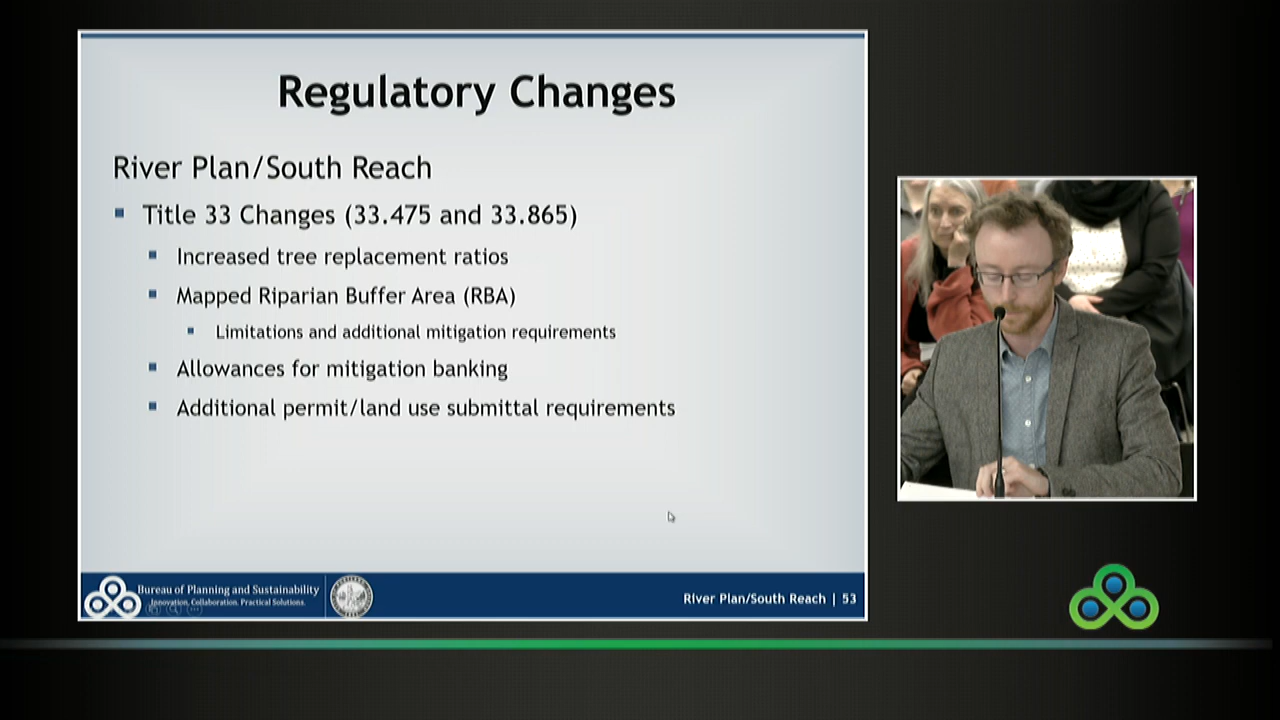 Regulatory Changes
River Plan/South Reach
Title 33 Changes (33.475 and 33.865)
Increased tree replacement ratios
Mapped Riparian Buffer Area (RBA)
Limitations and additional mitigation requirements
Allowances for mitigation banking
Additional permit/land use submittal requirements
Bureau of Planning and Sustainability
Innovation. Collaboration. Practical Solutions.
River Plan/South Reach | 53